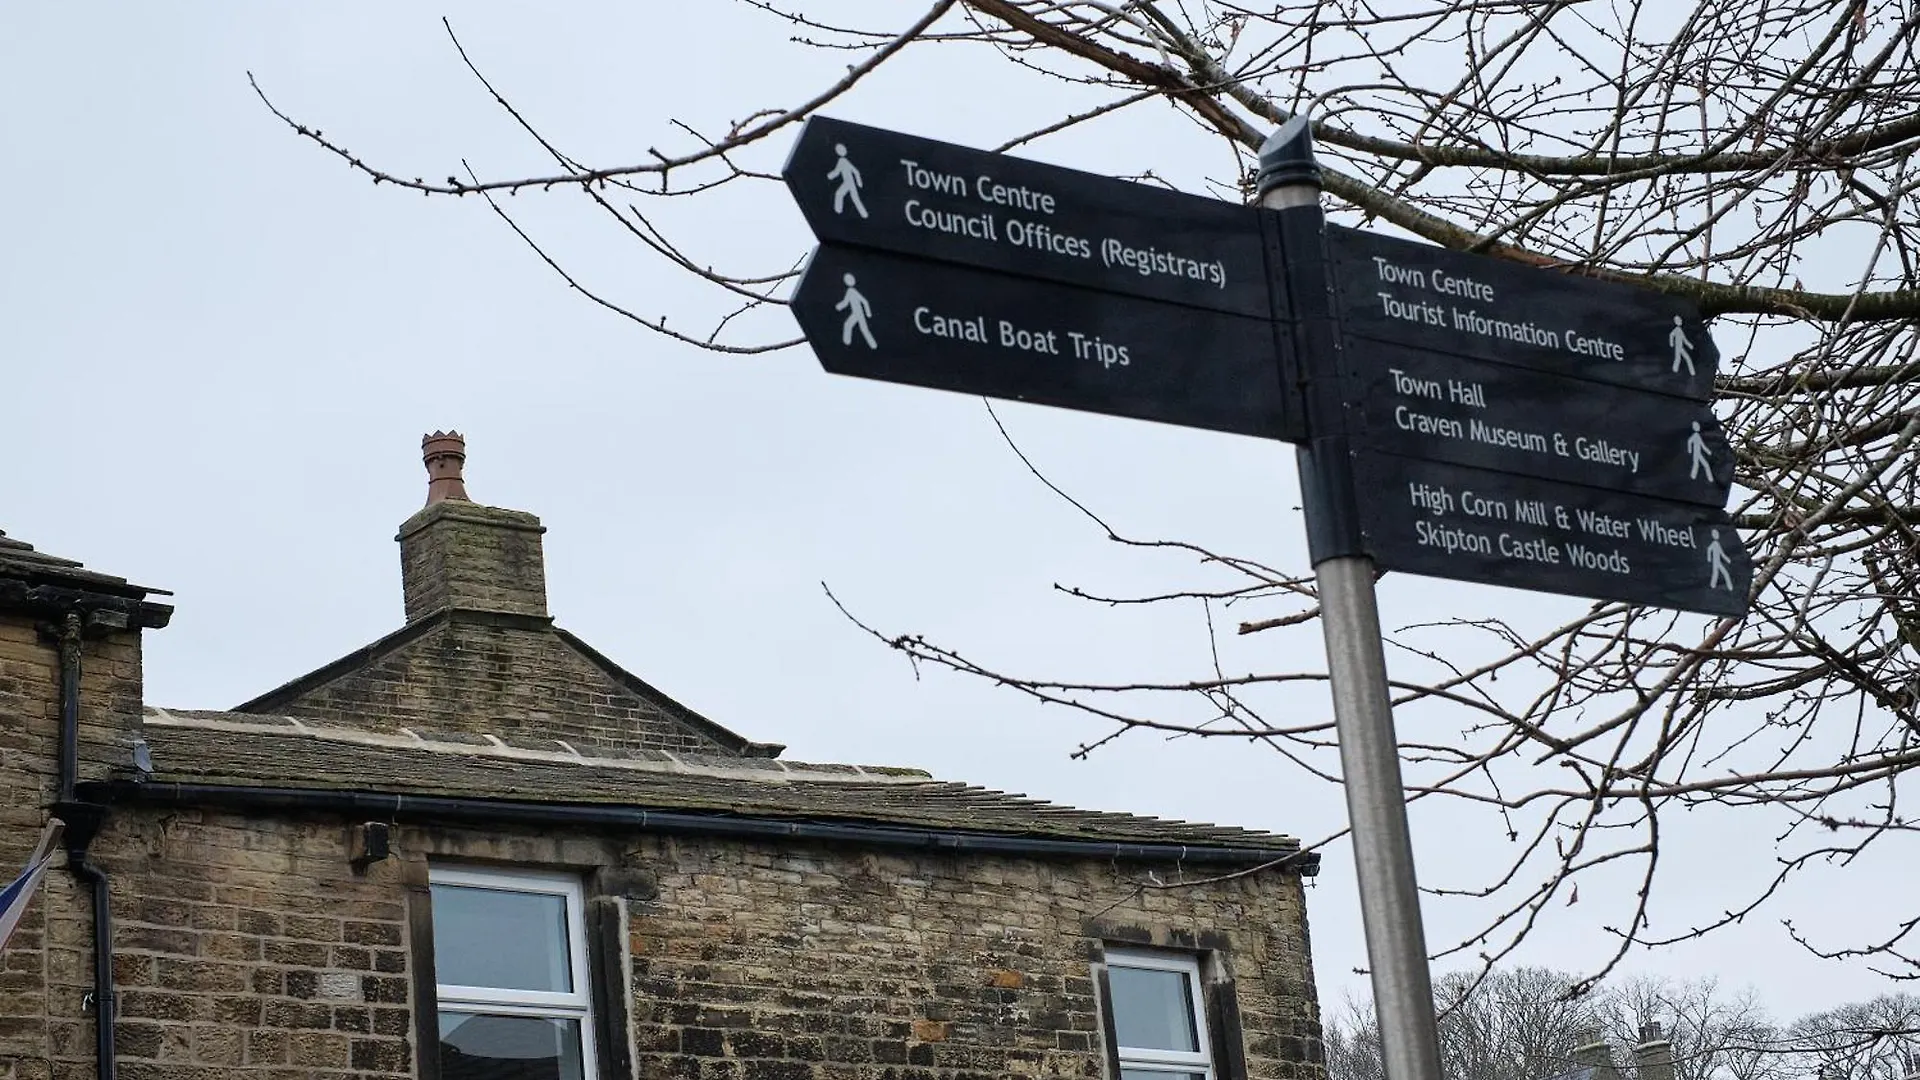 Town Centre
Council Offices (Registrars)
Canal Boat Trips
Town Centre
Tourist Information Centre
Town Hall
Craven Museum & Gallery
High Corn Mill & Water Wheel
Skipton Castle Woods